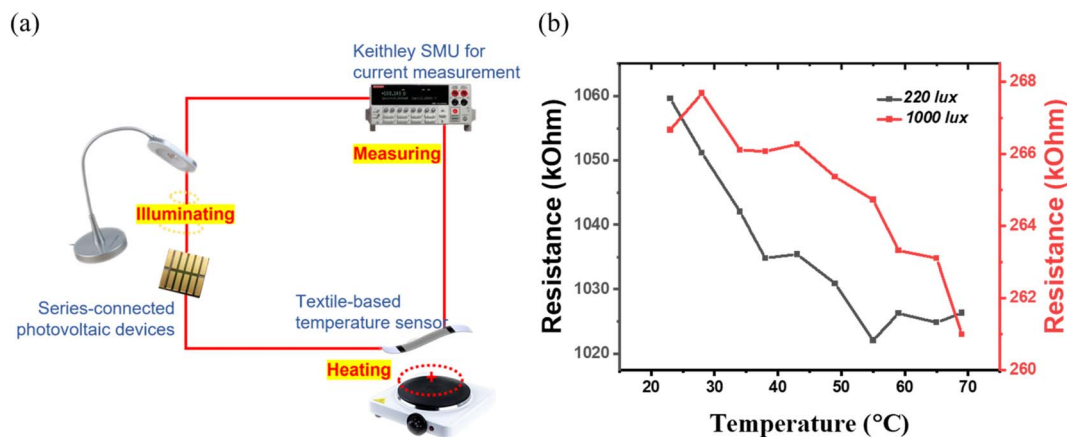 (a)
Keithley SMU for
current measurement
Measuring
Illuminating
Series-connected
photovoltaic devices
Textile-based
temperature sensor
Heating
(b)
220 lux
1000 lux
Resistance (kOhm)
1060
1050
1040
1030
1020
268
266
264
262
260
Resistance (kOhm)
20 30 40 50 60 70
Temperature (°C)